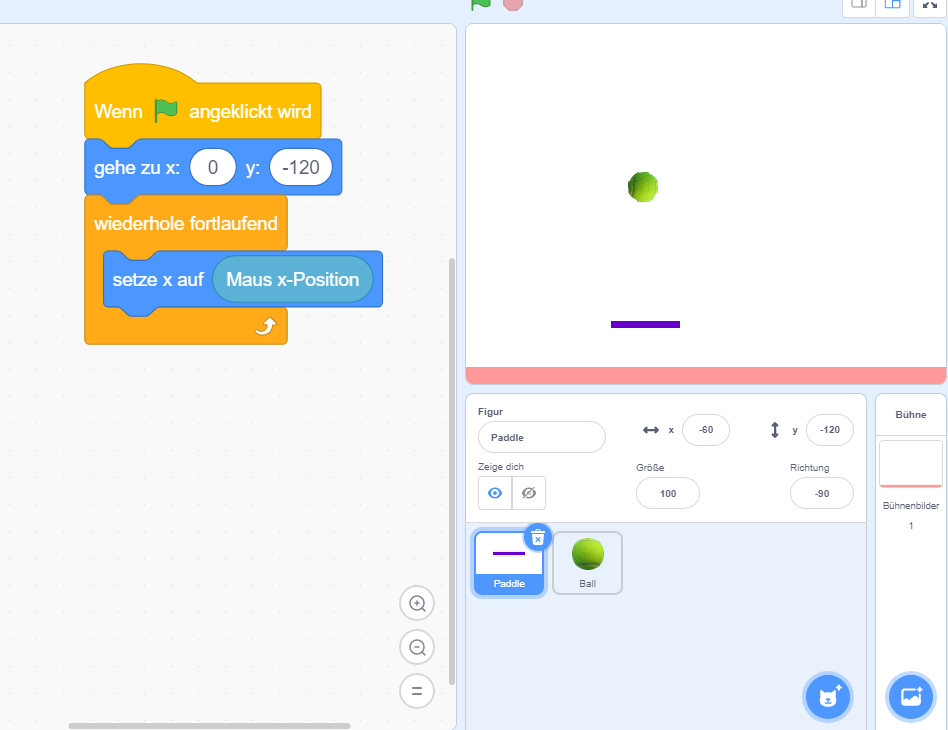 Wenn angeklickt wird
gehe zu x: 0 y: -120
wiederhole fortlaufend
setze x auf Maus x-Position
Figur
Paddle
x -60
y -120
Zeige dich
Größe
100
Richtung
-90
Paddle
Ball
Bühne
Bühnenbilder
1